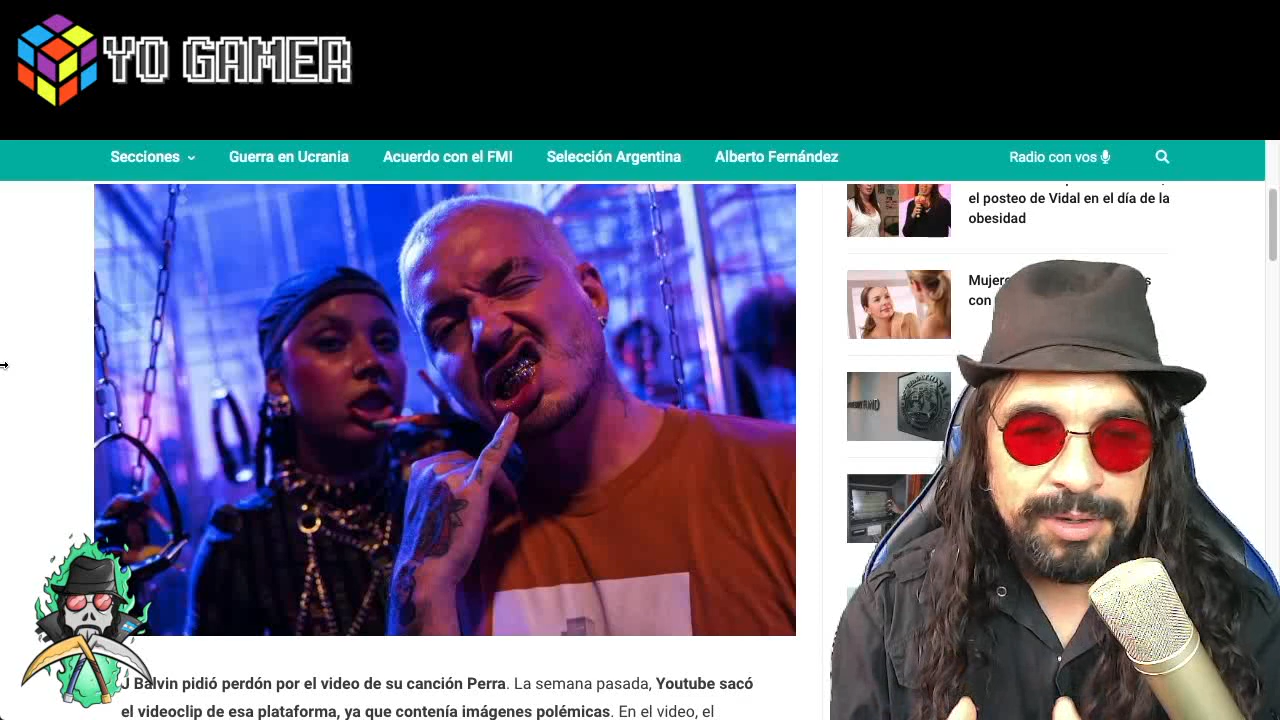 YO GAMER
Secciones
Guerra en Ucrania
Acuerdo con el FMI
Selección Argentina
Alberto Fernández
Radio con vos
el posteo de Vidal en el día de la
obesidad
con
J Balvin pidió perdón por el video de su canción Perra. La semana pasada, Youtube sacó
el videoclip de esa plataforma, ya que contenía imágenes polémicas. En el video, el